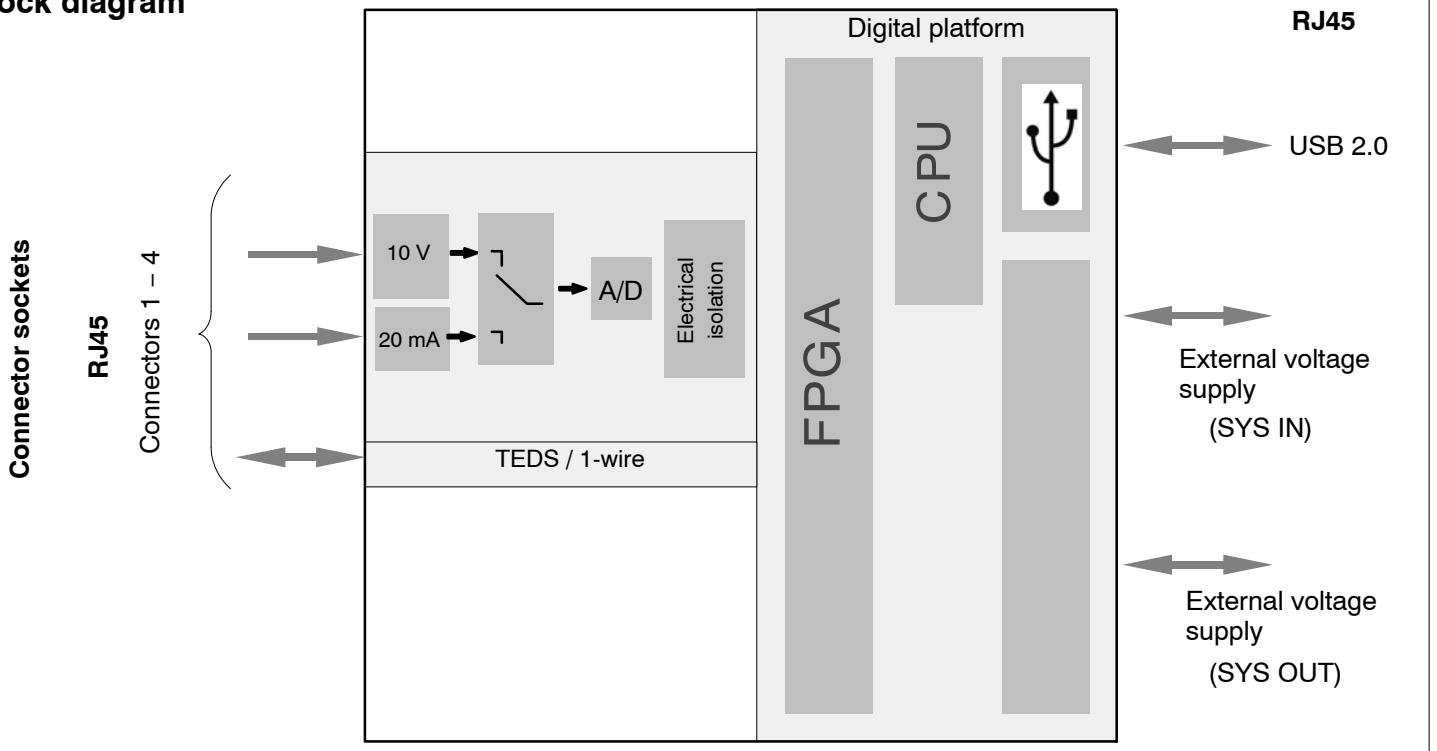 ock diagram
Digital platform
RJ45
Connector sockets
RJ45
Connectors 1 – 4
10 V
20 mA
A/D
Electrical
isolation
TEDS / 1-wire
FPGA
CPU
USB 2.0
External voltage
supply
(SYS IN)
External voltage
supply
(SYS OUT)